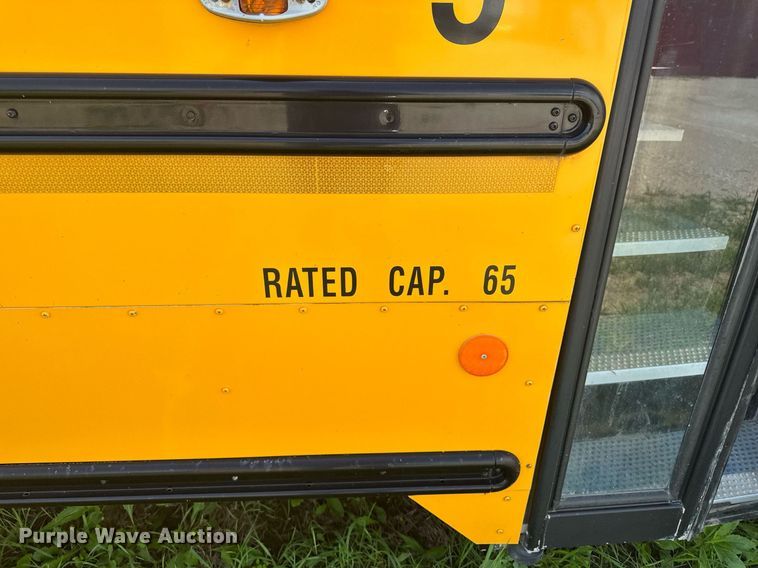 RATED CAP. 65
Purple Wave Auction